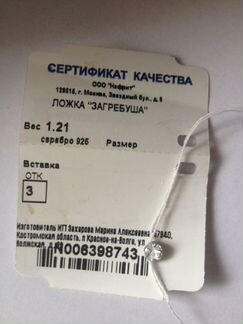 СЕРТИФИКАТ КАЧЕСТВА
ООО "Нефрит"
129515, г. Москва, Звездный бул., д. 5
ЛОЖКА "ЗАГРЕБУША"
Вес 1.21
серебро 925 Размер
Вставка
ОТК
3
Изготовитель ИП Захарова Марина Алексеевна
Костромская область, п Красное-на-Волге, ул
Волжская, д
N006398743